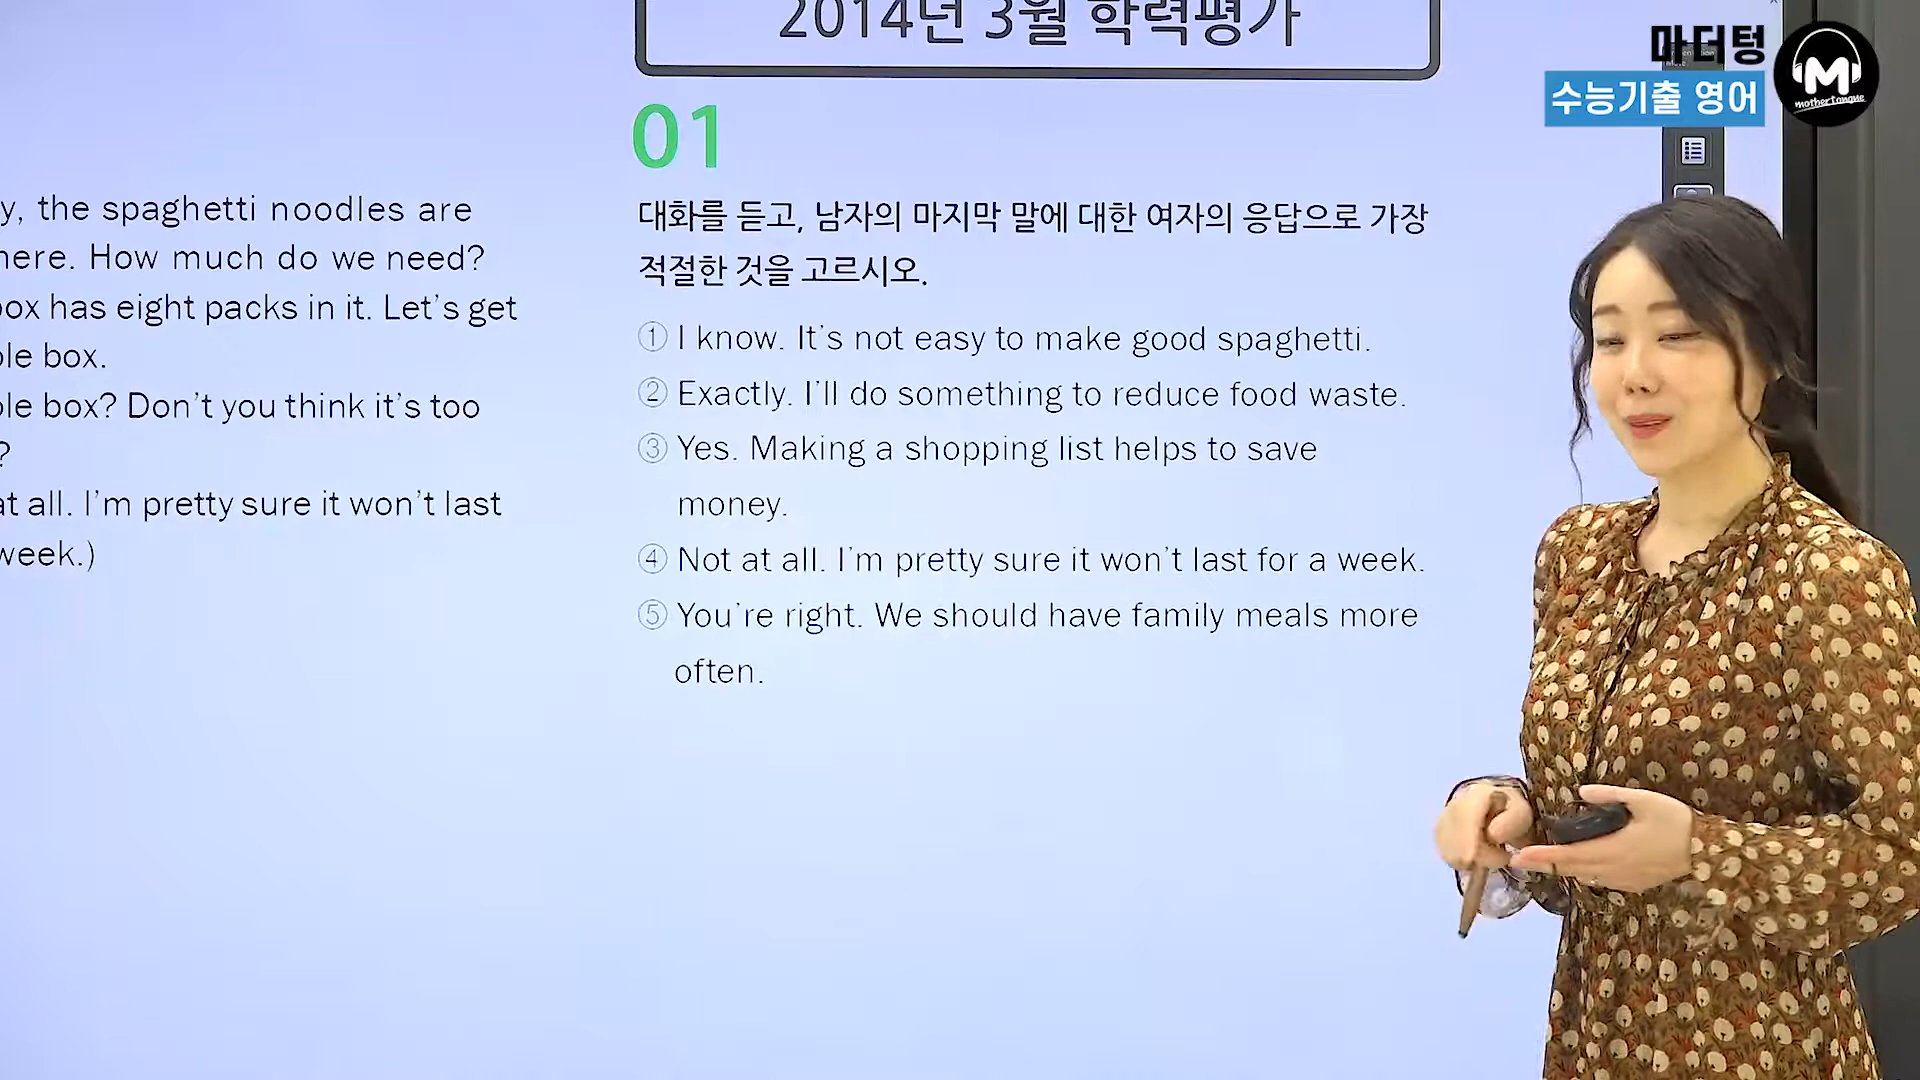 2014년 3월 학력평가
마더텅
수능기출 영어
M
mothertongue
01
대화를 듣고, 남자의 마지막 말에 대한 여자의 응답으로 가장
적절한 것을 고르시오.
① I know. It's not easy to make good spaghetti.
② Exactly. I'll do something to reduce food waste.
③ Yes. Making a shopping list helps to save
money.
④ Not at all. I'm pretty sure it won't last for a week.
⑤ You're right. We should have family meals more
often.
y, the spaghetti noodles are
here. How much do we need?
box has eight packs in it. Let's get
ole box.
ole box? Don't you think it's too
?
at all. I'm pretty sure it won't last
week.)